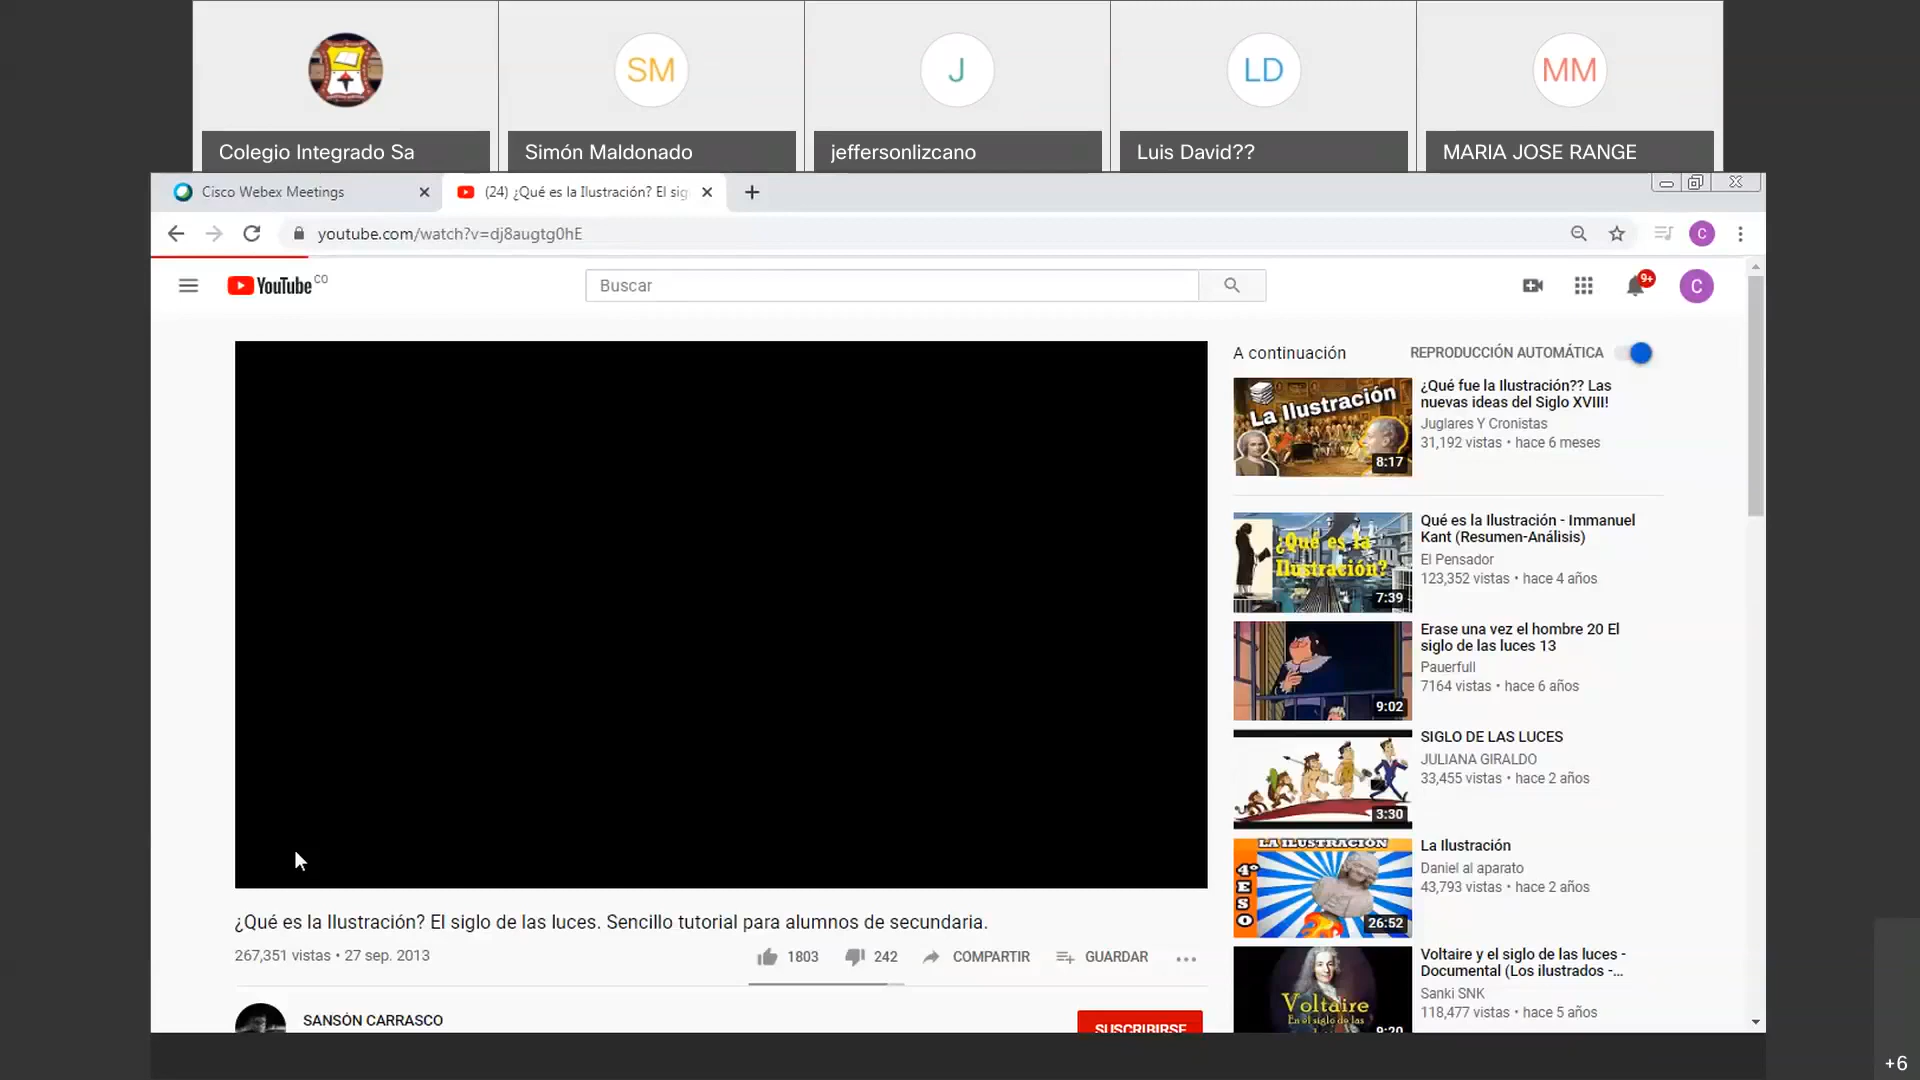 SM
J
LD
MM
Colegio Integrado Sa
Simón Maldonado
jeffersonlizcano
Luis David??
MARIA JOSE RANGE
Cisco Webex Meetings
(24) ¿Qué es la Ilustración? El sig
youtube.com/watch?v=dj8augtg0hE
C
YouTube CO
Buscar
9+
C
A continuación
REPRODUCCIÓN AUTOMÁTICA
La Ilustración
8:17
¿Qué fue la Ilustración?? Las
nuevas ideas del Siglo XVIII!
Juglares Y Cronistas
31,192 vistas • hace 6 meses
¿Qué es la
Ilustración?
7:39
Qué es la Ilustración - Immanuel
Kant (Resumen-Análisis)
El Pensador
123,352 vistas • hace 4 años
9:02
Erase una vez el hombre 20 El
siglo de las luces 13
Pauerfull
7164 vistas • hace 6 años
3:30
SIGLO DE LAS LUCES
JULIANA GIRALDO
33,455 vistas • hace 2 años
LA ILUSTRACIÓN
4º ESO
26:52
La Ilustración
Daniel al aparato
43,793 vistas • hace 2 años
Voltaire
En el siglo de las
9:20
Voltaire y el siglo de las luces -
Documental (Los ilustrados -...
Sanki SNK
118,477 vistas • hace 5 años
¿Qué es la Ilustración? El siglo de las luces. Sencillo tutorial para alumnos de secundaria.
267,351 vistas • 27 sep. 2013
1803
242
COMPARTIR
GUARDAR
SANSÓN CARRASCO
SUSCRIBIRSE
+6